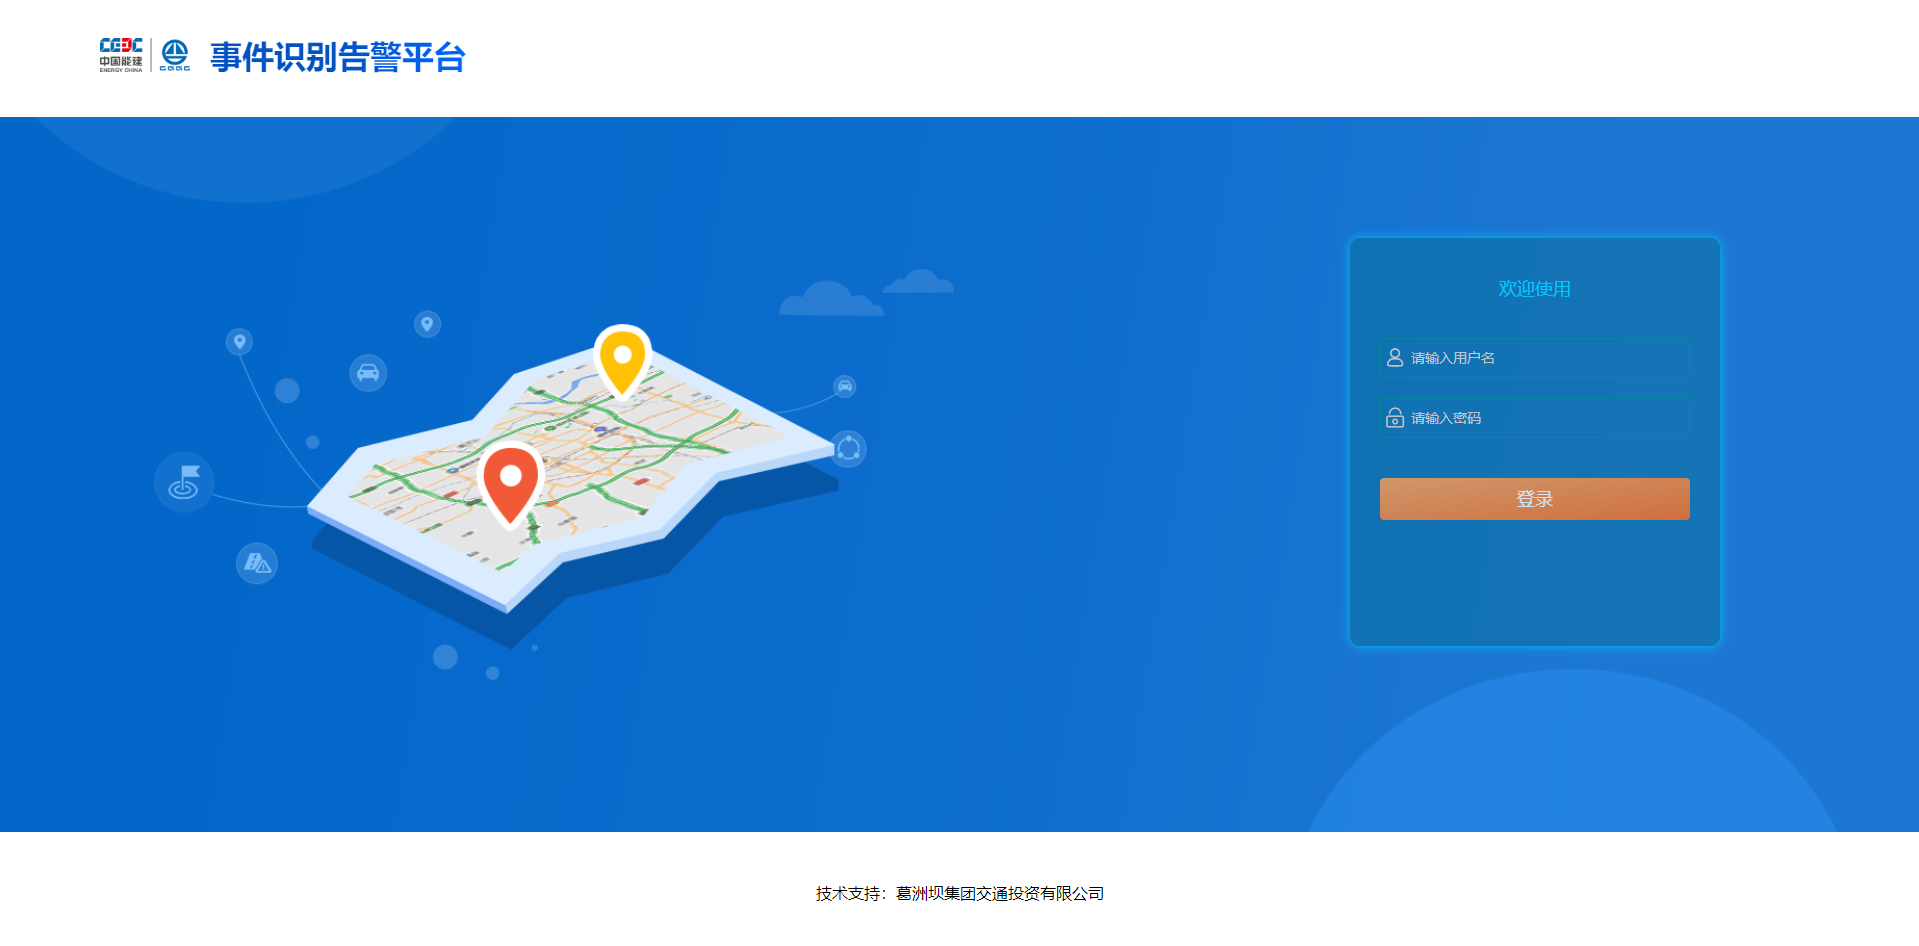 CEEC
中国能建
ENERGY CHINA
CGGC
事件识别告警平台
欢迎使用
请输入用户名
请输入密码
登录
技术支持：葛洲坝集团交通投资有限公司